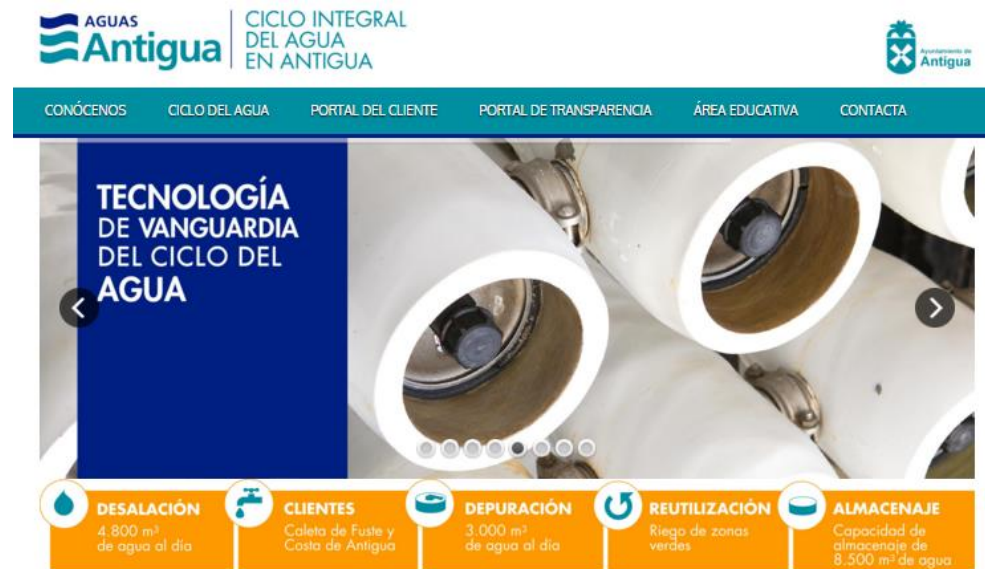 AGUAS
Antigua
CICLO INTEGRAL
DEL AGUA
EN ANTIGUA
Ayuntamiento de
Antigua
CONÓCENOS CICLO DEL AGUA PORTAL DEL CLIENTE PORTAL DE TRANSPARENCIA ÁREA EDUCATIVA CONTACTA
TECNOLOGÍA
DE VANGUARDIA
DEL CICLO DEL
AGUA
DESALACIÓN
4.800 m³
de agua al día
CLIENTES
Caleta de Fuste y
Costa de Antigua
DEPURACIÓN
3.000 m³
de agua al día
REUTILIZACIÓN
Riego de zonas
verdes
ALMACENAJE
Capacidad de
almacenaje de
8.500 m³ de agua